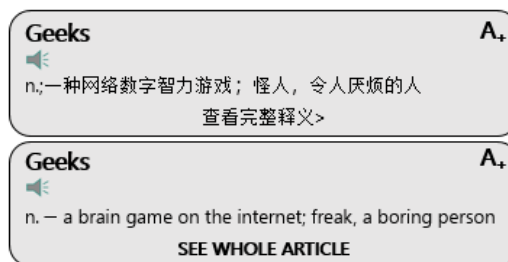 Geeks A+
n.;一种网络数字智力游戏；怪人，令人厌烦的人
查看完整释义>
Geeks A+
n. – a brain game on the internet; freak, a boring person
SEE WHOLE ARTICLE